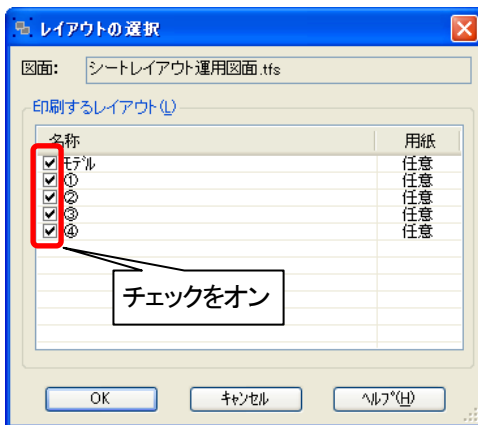 レイアウトの選択
図面: シートレイアウト運用図面.tfs
印刷するレイアウト(L)
名称 用紙
モデル 任意
① 任意
② 任意
③ 任意
④ 任意
チェックをオン
OK キャンセル ヘルプ(H)